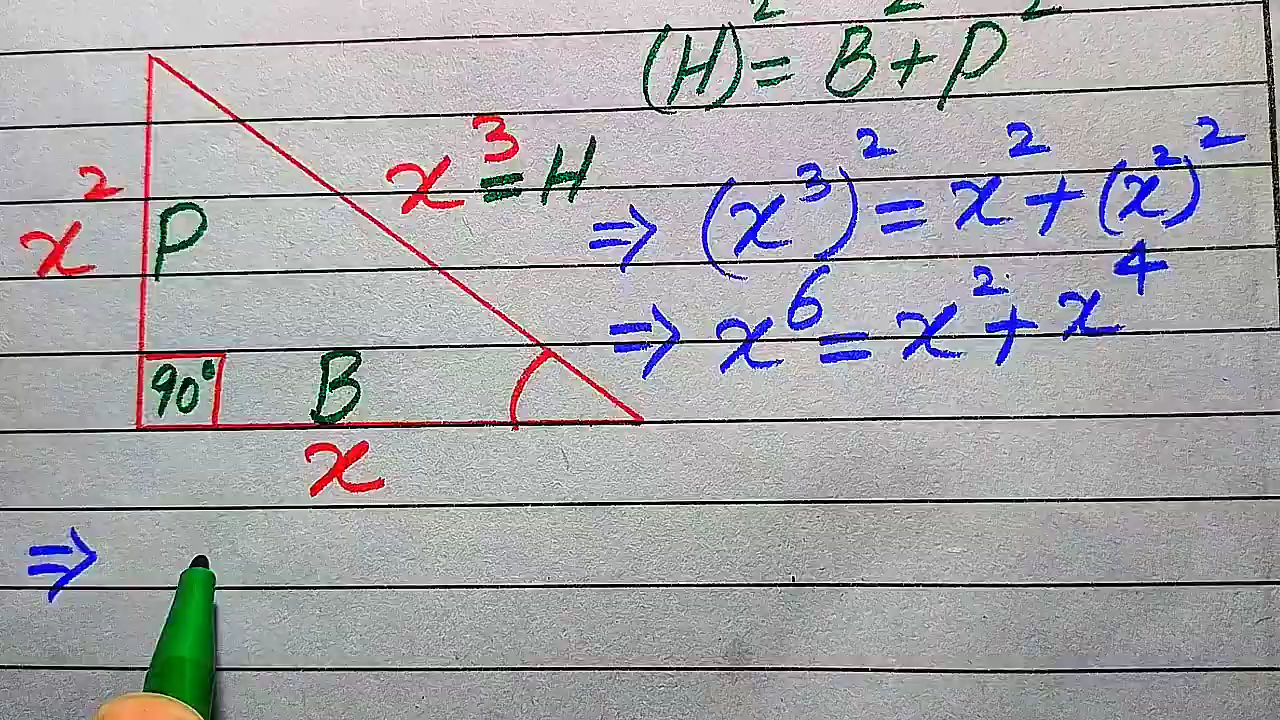 (H)² = B² + P²
x³ = H
⇒ (x³)² = x² + (x²)²
x²
P
⇒ x⁶ = x² + x⁴
90°
B
x
⇒